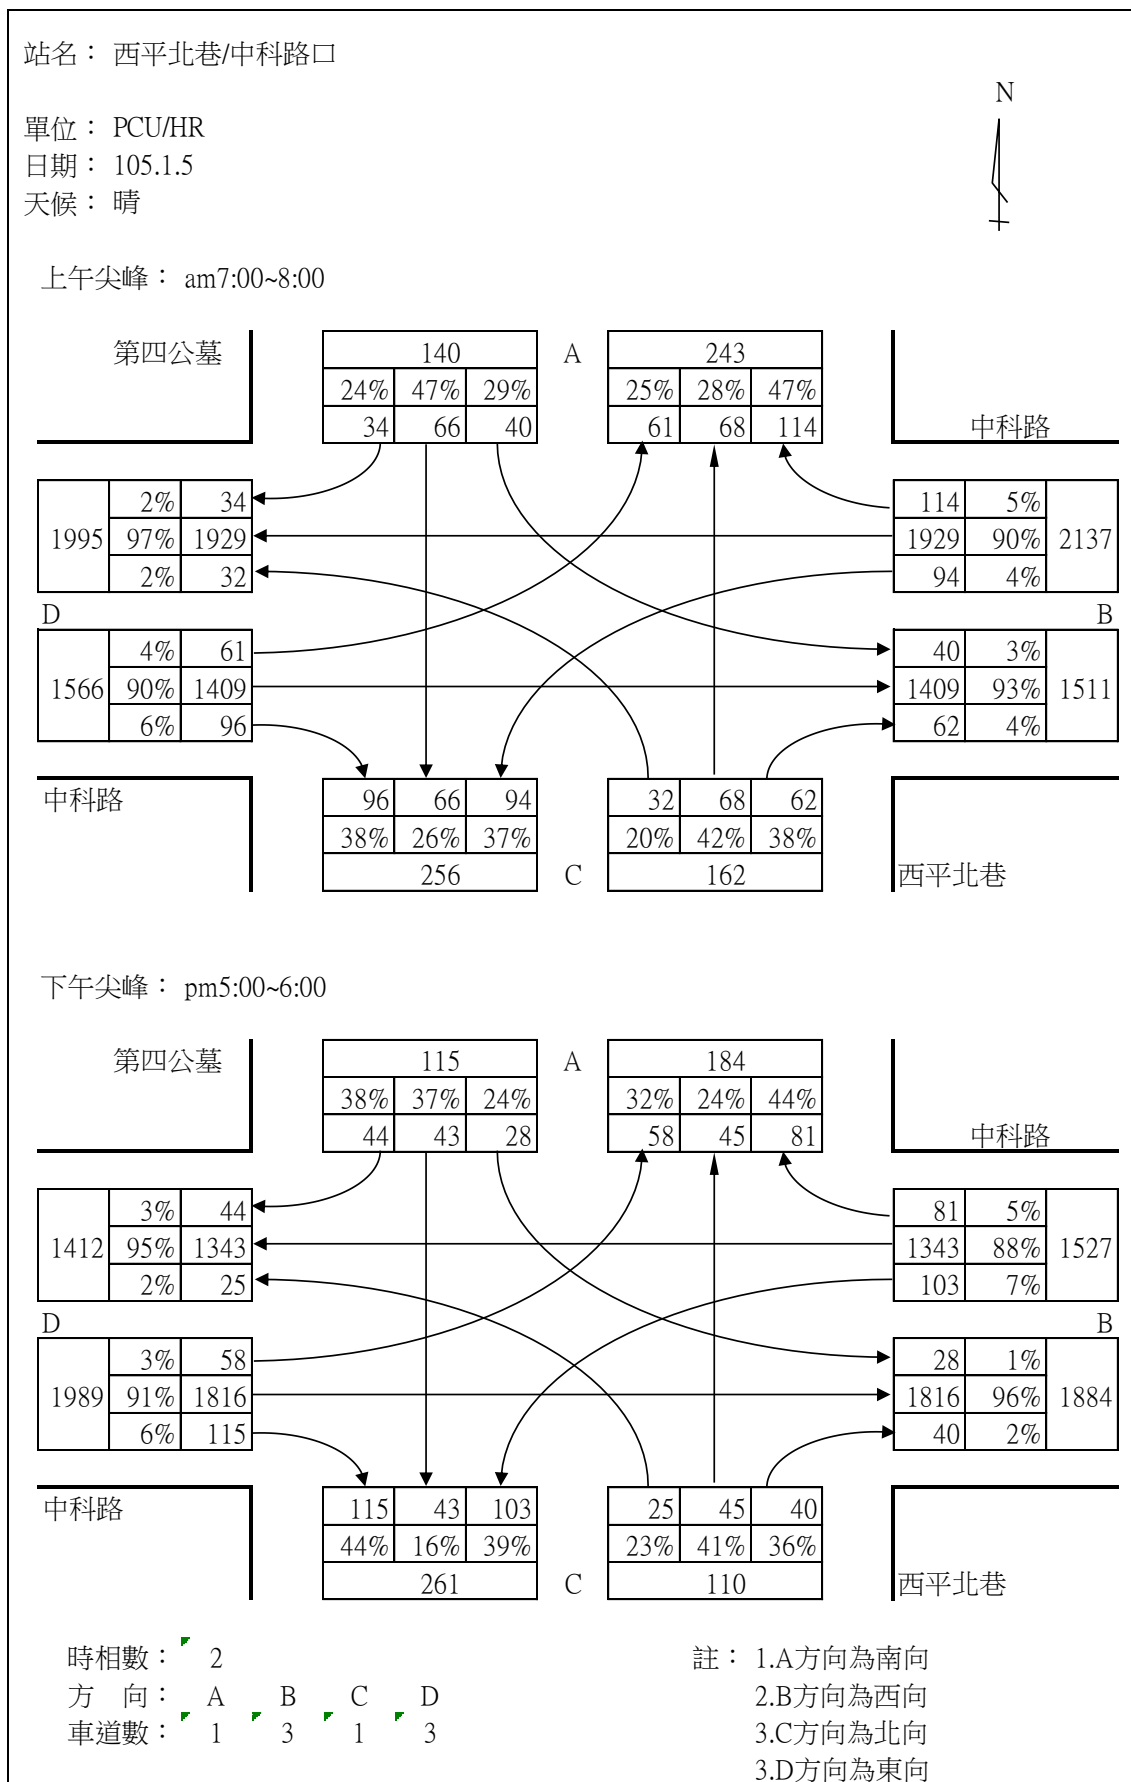 站名： 西平北巷/中科路口
N
單位： PCU/HR
日期： 105.1.5
天候： 晴
上午尖峰： am7:00~8:00
第四公墓 140 A 243
24% 47% 29% 25% 28% 47%
34 66 40 61 68 114 中科路
2% 34 114 5%
1995 97% 1929 1929 90% 2137
2% 32 94 4%
D B
4% 61 40 3%
1566 90% 1409 1409 93% 1511
6% 96 62 4%
中科路 96 66 94 32 68 62
38% 26% 37% 20% 42% 38%
256 C 162 西平北巷
下午尖峰： pm5:00~6:00
第四公墓 115 A 184
38% 37% 24% 32% 24% 44%
44 43 28 58 45 81 中科路
3% 44 81 5%
1412 95% 1343 1343 88% 1527
2% 25 103 7%
D B
3% 58 28 1%
1989 91% 1816 1816 96% 1884
6% 115 40 2%
中科路 115 43 103 25 45 40
44% 16% 39% 23% 41% 36%
261 C 110 西平北巷
時相數： 2 註： 1.A方向為南向
方　向： A B C D 2.B方向為西向
車道數： 1 3 1 3 3.C方向為北向
3.D方向為東向